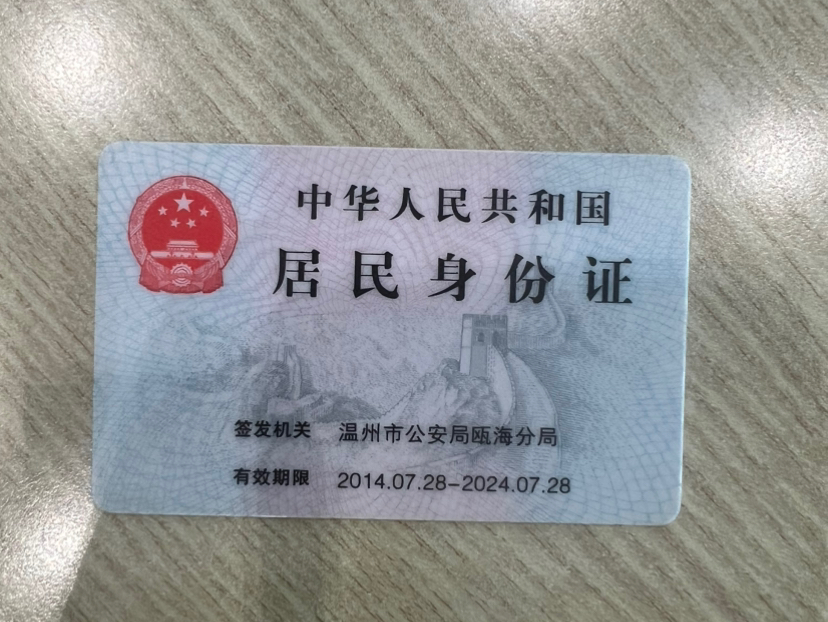 中华人民共和国
居民身份证
签发机关 温州市公安局瓯海分局
有效期限 2014.07.28-2024.07.28